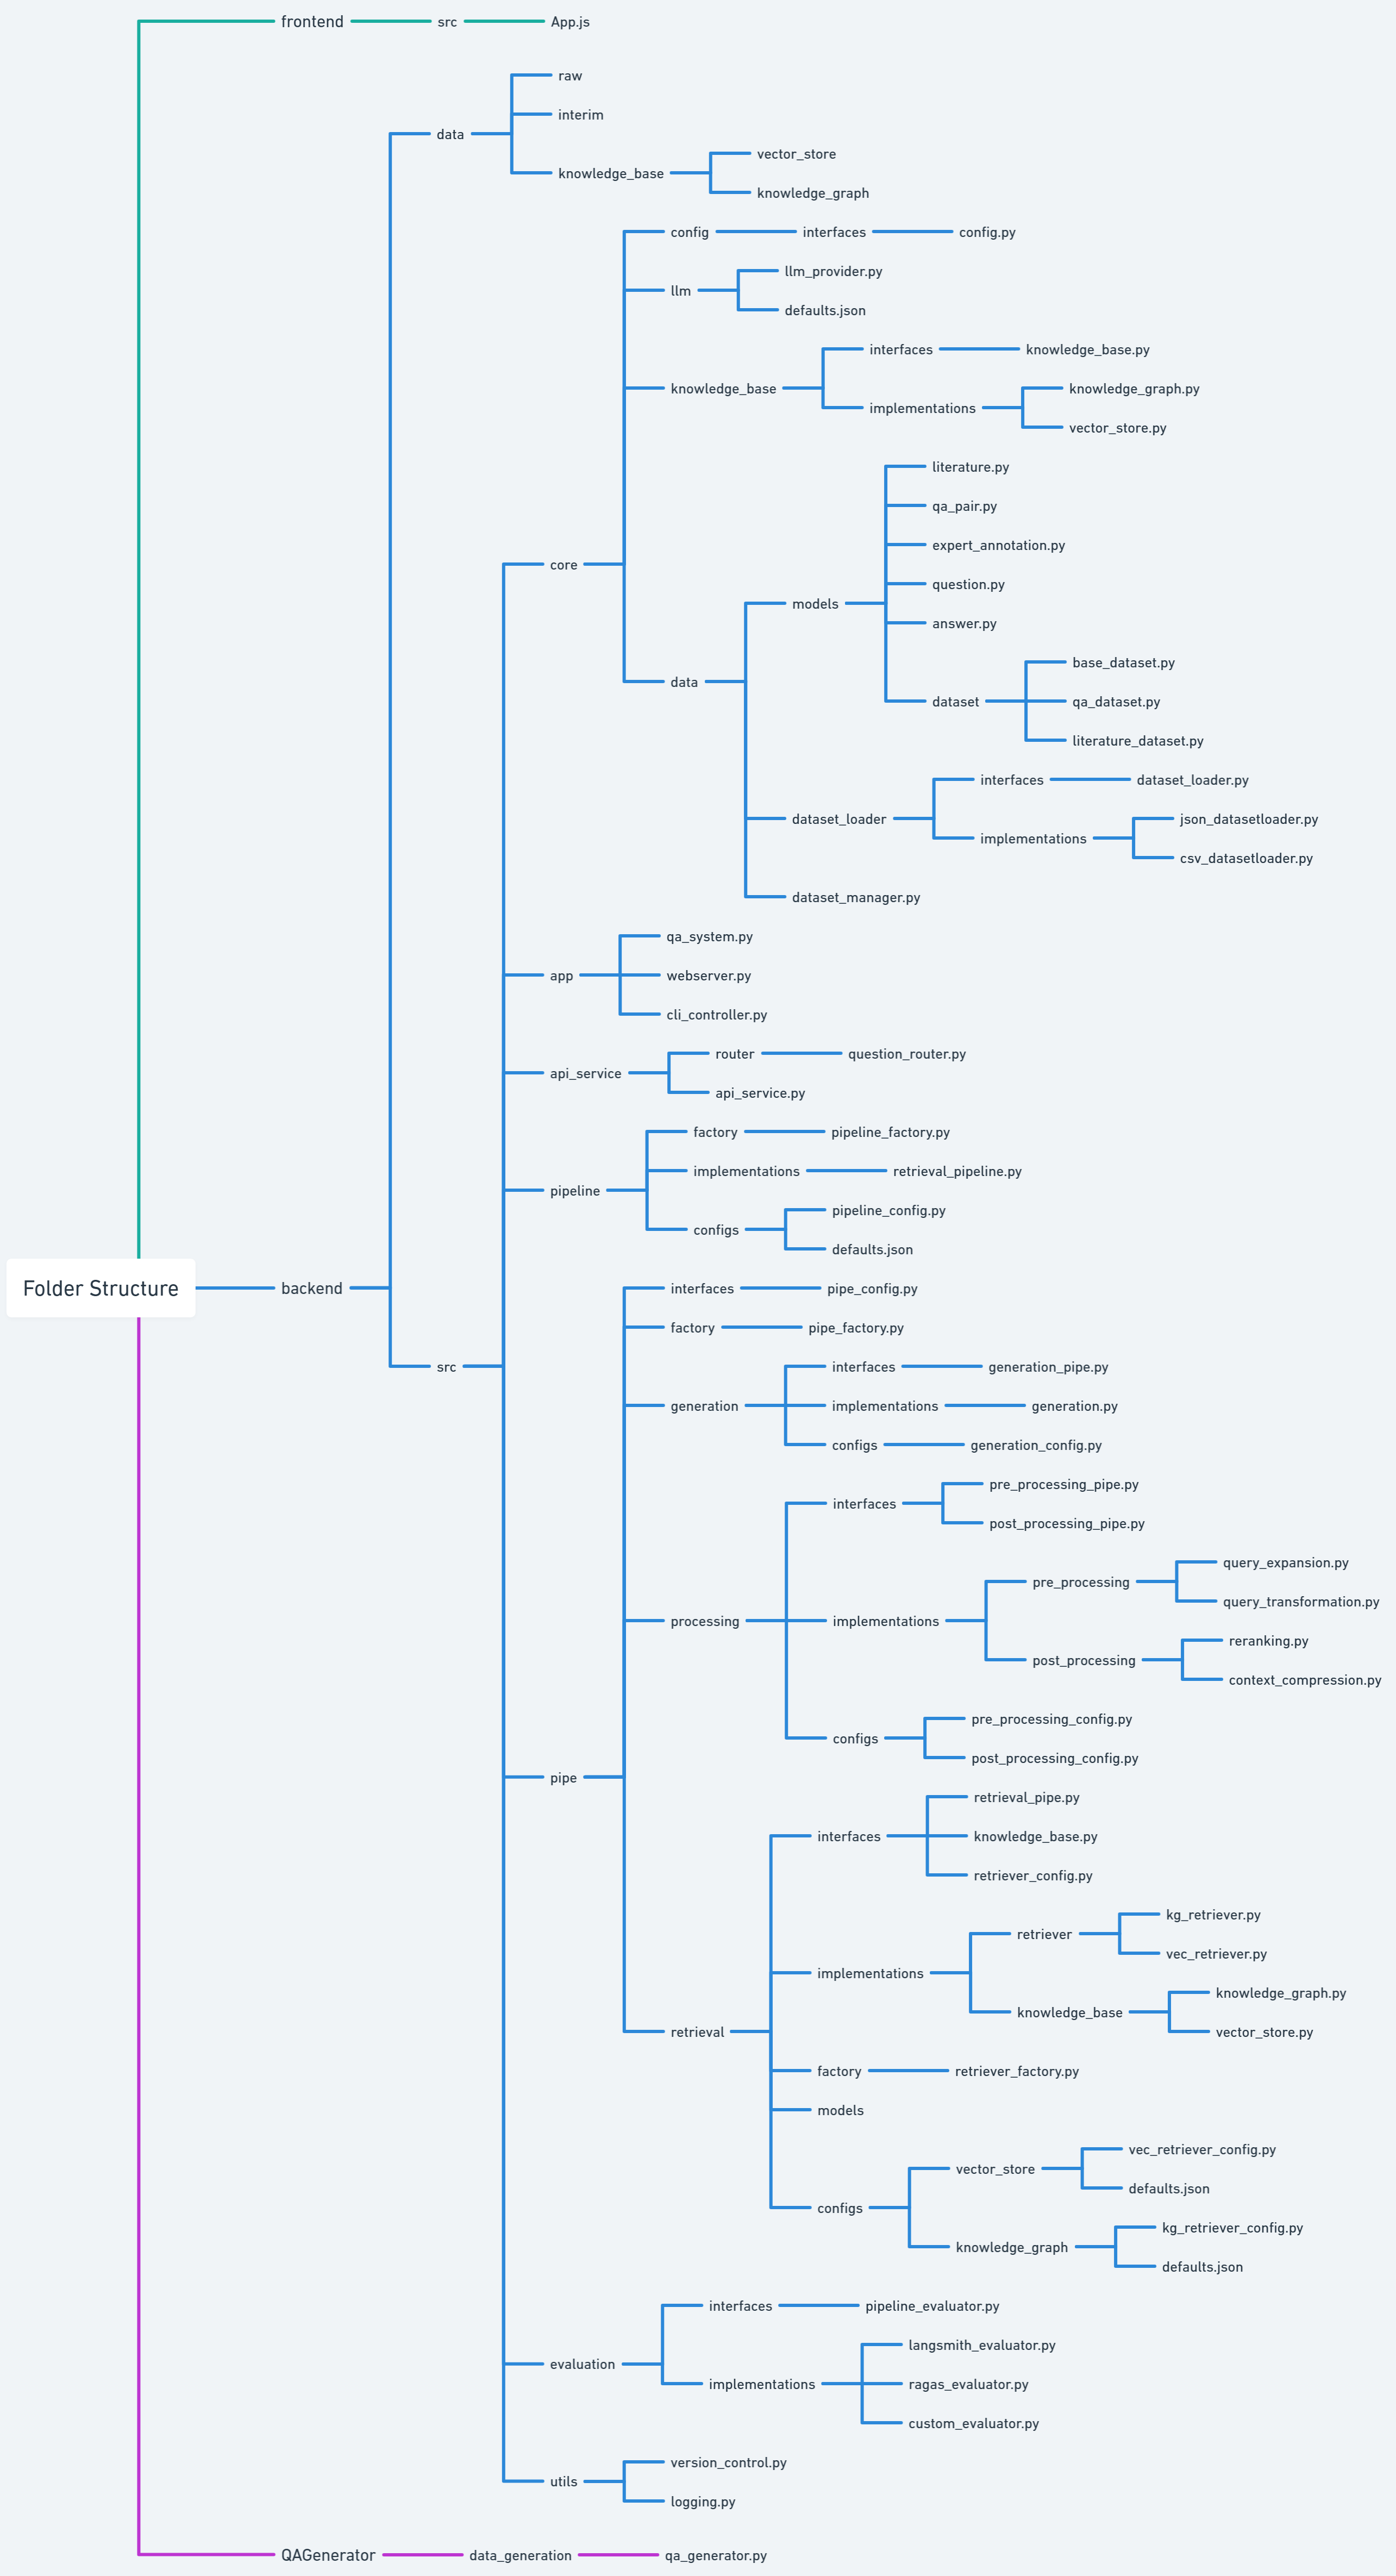 frontend src App.js
raw
interim
data
vector_store
knowledge_base
knowledge_graph
config interfaces config.py
llm_provider.py
llm
defaults.json
interfaces knowledge_base.py
knowledge_base
knowledge_graph.py
implementations
vector_store.py
literature.py
qa_pair.py
expert_annotation.py
core
question.py
models
answer.py
base_dataset.py
data
dataset qa_dataset.py
literature_dataset.py
interfaces dataset_loader.py
dataset_loader
json_datasetloader.py
implementations
csv_datasetloader.py
dataset_manager.py
qa_system.py
app webserver.py
cli_controller.py
router question_router.py
api_service
api_service.py
factory pipeline_factory.py
implementations retrieval_pipeline.py
pipeline
pipeline_config.py
configs
defaults.json
Folder Structure backend
interfaces pipe_config.py
factory pipe_factory.py
src
interfaces generation_pipe.py
generation implementations generation.py
configs generation_config.py
pre_processing_pipe.py
interfaces
post_processing_pipe.py
query_expansion.py
pre_processing
query_transformation.py
processing implementations
reranking.py
post_processing
context_compression.py
pre_processing_config.py
configs
post_processing_config.py
pipe
retrieval_pipe.py
interfaces knowledge_base.py
retriever_config.py
kg_retriever.py
retriever
vec_retriever.py
implementations
knowledge_graph.py
knowledge_base
vector_store.py
retrieval
factory retriever_factory.py
models
vec_retriever_config.py
vector_store
defaults.json
configs
kg_retriever_config.py
knowledge_graph
defaults.json
interfaces pipeline_evaluator.py
langsmith_evaluator.py
evaluation
implementations ragas_evaluator.py
custom_evaluator.py
version_control.py
utils
logging.py
QAGenerator data_generation qa_generator.py